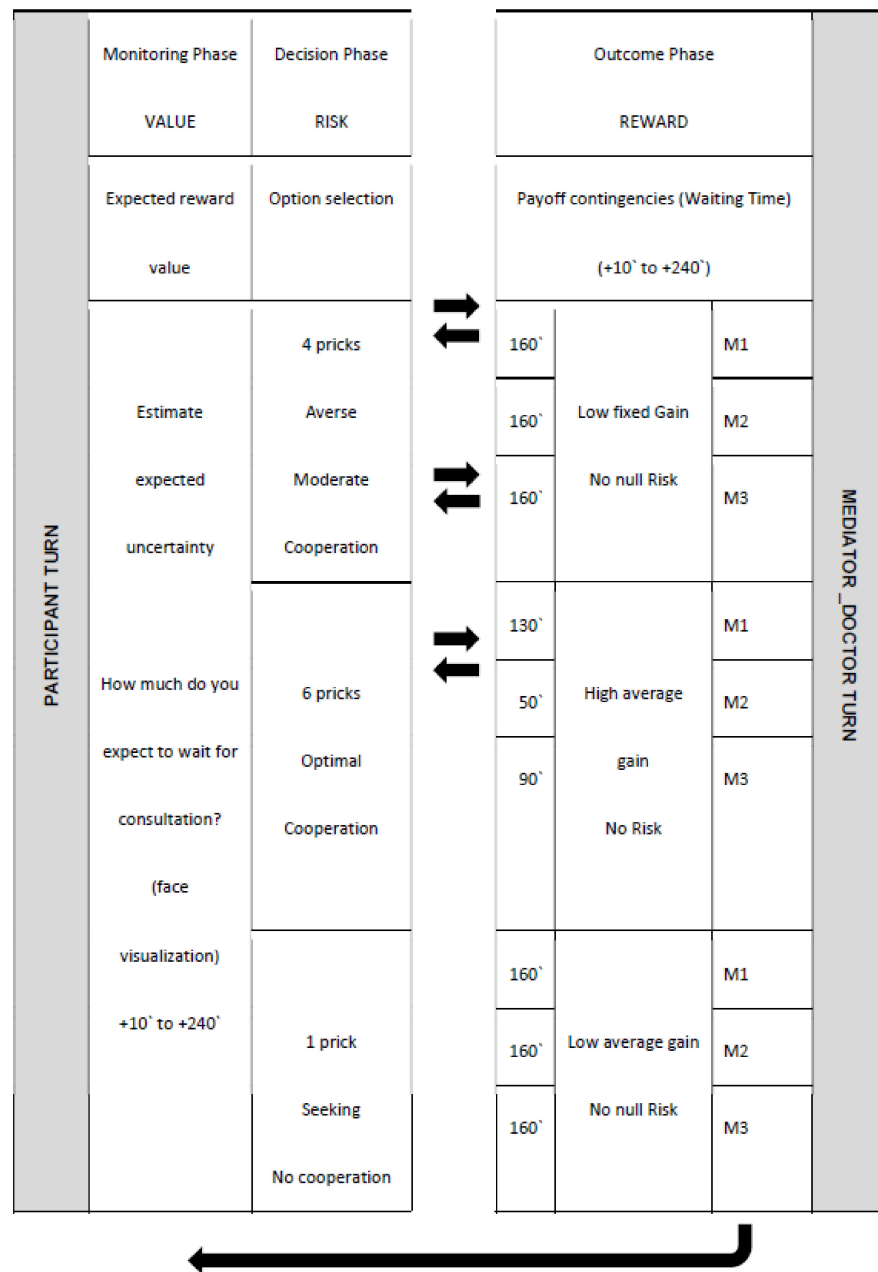 PARTICIPANT TURN
Monitoring Phase
VALUE
Decision Phase
RISK
Outcome Phase
REWARD
Expected reward
value
Option selection
Payoff contingencies (Waiting Time)
(+10` to +240`)
Estimate
expected
uncertainty
How much do you
expect to wait for
consultation?
(face
visualization)
+10` to +240`
4 pricks
Averse
Moderate
Cooperation
160`
160`
160`
Low fixed Gain
No null Risk
M1
M2
M3
6 pricks
Optimal
Cooperation
130`
50`
90`
High average
gain
No Risk
M1
M2
M3
1 prick
Seeking
No cooperation
160`
160`
160`
Low average gain
No null Risk
M1
M2
M3
MEDIATOR _DOCTOR TURN